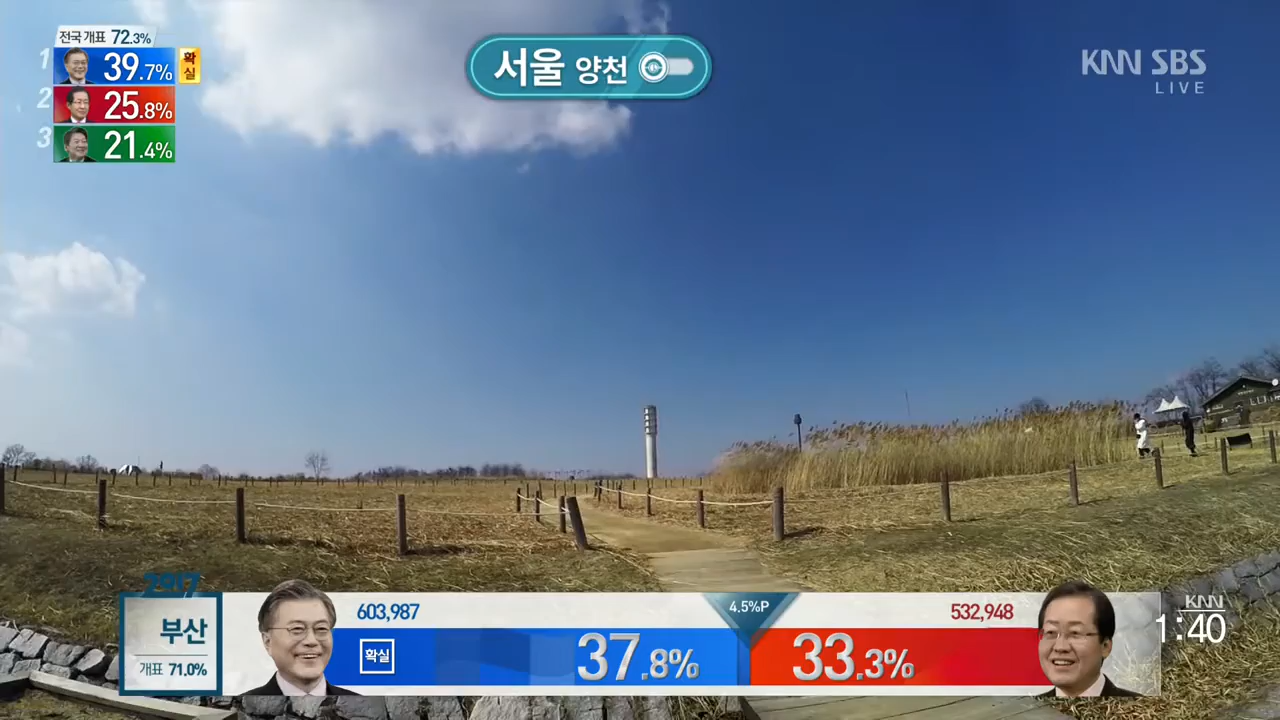 전국 개표 72.3%
1 39.7% 확실
2 25.8%
3 21.4%
서울 양천
KNN SBS
LIVE
603,987
4.5%P
532,948
부산
개표 71.0%
확실
37.8%
33.3%
KNN
1:40